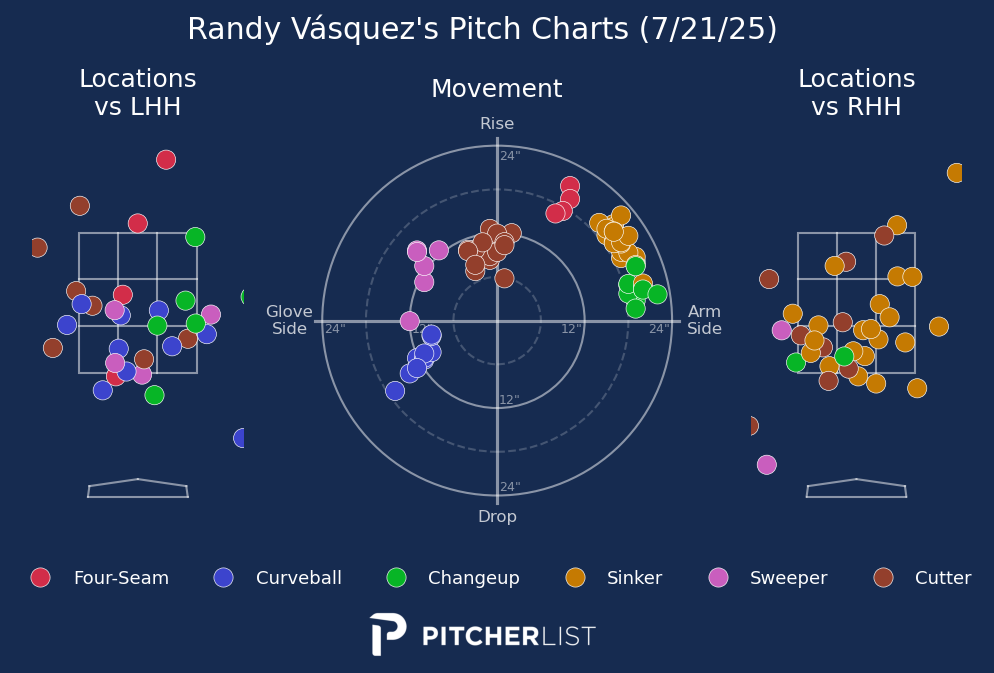 Randy Vásquez's Pitch Charts (7/21/25)
Locations
vs LHH
Movement
Locations
vs RHH
Rise
24"
Glove
Side
24"
12"
12"
24"
Arm
Side
12"
24"
Drop
Four-Seam
Curveball
Changeup
Sinker
Sweeper
Cutter
PITCHERLIST